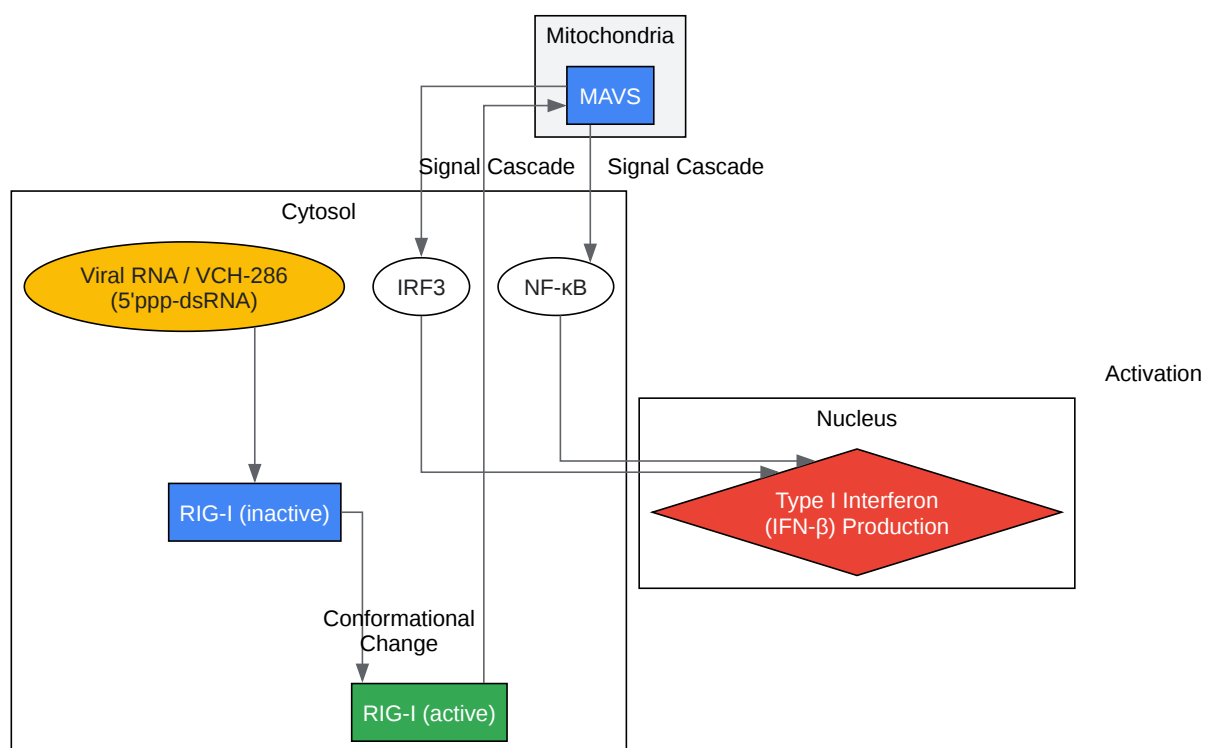 Mitochondria
MAVS
Signal Cascade
Signal Cascade
Cytosol
Viral RNA / VCH-286
(5'ppp-dsRNA)
IRF3
NF-κB
Activation
Nucleus
Type I Interferon
(IFN-β) Production
RIG-I (inactive)
Conformational
Change
RIG-I (active)